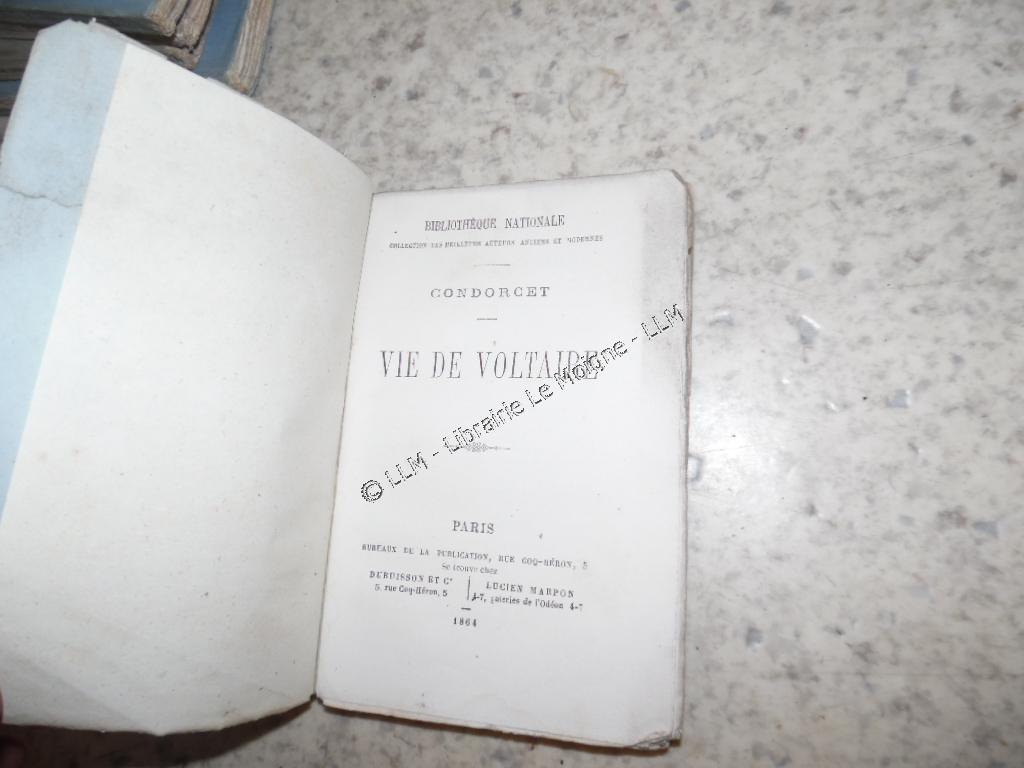 BIBLIOTHÈQUE NATIONALE
COLLECTION DES MEILLEURS AUTEURS ANCIENS ET MODERNES
CONDORCET
VIE DE VOLTAIRE
© LLM - Librairie Le Moigne - LLM
PARIS
BUREAUX DE LA PUBLICATION, RUE COQ-HÉRON, 5
Se trouve chez
DUBUISSON ET Cᵉ
5, rue Coq-Héron, 5
LUCIEN MARPON
4-7, galeries de l'Odéon 4-7
1864